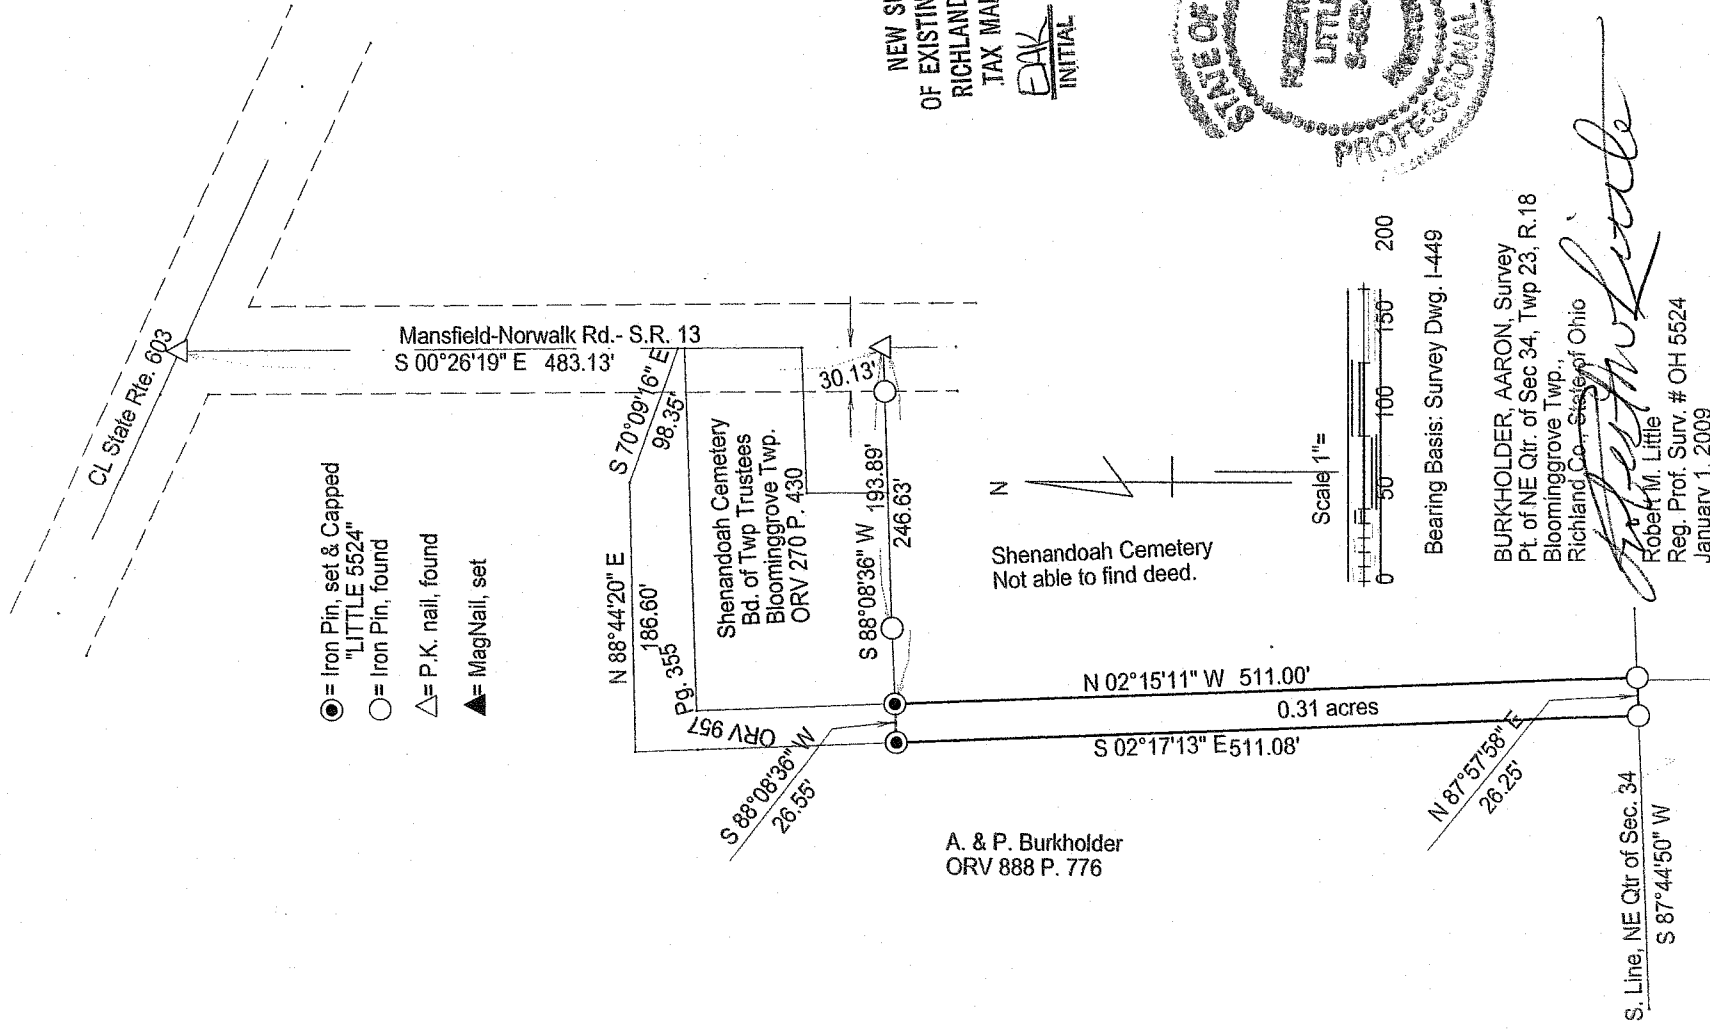 CL State Rte. 603
Mansfield-Norwalk Rd.- S.R. 13
S 00°26'19" E 483.13'
NEW
OF
RICHLAND
TAX
EAK
INITIAL
STATE OF
PROFESSIONAL
= Iron Pin, set & Capped
"LITTLE 5524"
= Iron Pin, found
= P.K. nail, found
= MagNail, set
S 70°09'16" E
98.35'
N 88°44'20" E
186.60'
Pg. 355
ORV 957
Shenandoah Cemetery
Bd. of Twp Trustees
Bloominggrove Twp.
ORV 270 P. 430
30.13'
S 88°08'36" W 193.89'
246.63'
S 88°08'36" W
26.55'
N
Shenandoah Cemetery
Not able to find deed.
N 02°15'11" W 511.00'
0.31 acres
S 02°17'13" E 511.08'
A. & P. Burkholder
ORV 888 P. 776
N 87°57'58" E
26.25'
S. Line, NE Qtr of Sec. 34
S 87°44'50" W
Scale 1"=
0 50 100 150 200
Bearing Basis: Survey Dwg. I-449
BURKHOLDER, AARON, Survey
Pt. of NE Qtr. of Sec 34, Twp 23, R.18
Bloominggrove Twp.,
Richland Co., State of Ohio
Robert M. Little
Robert M. Little
Reg. Prof. Surv. # OH 5524
January 1, 2009